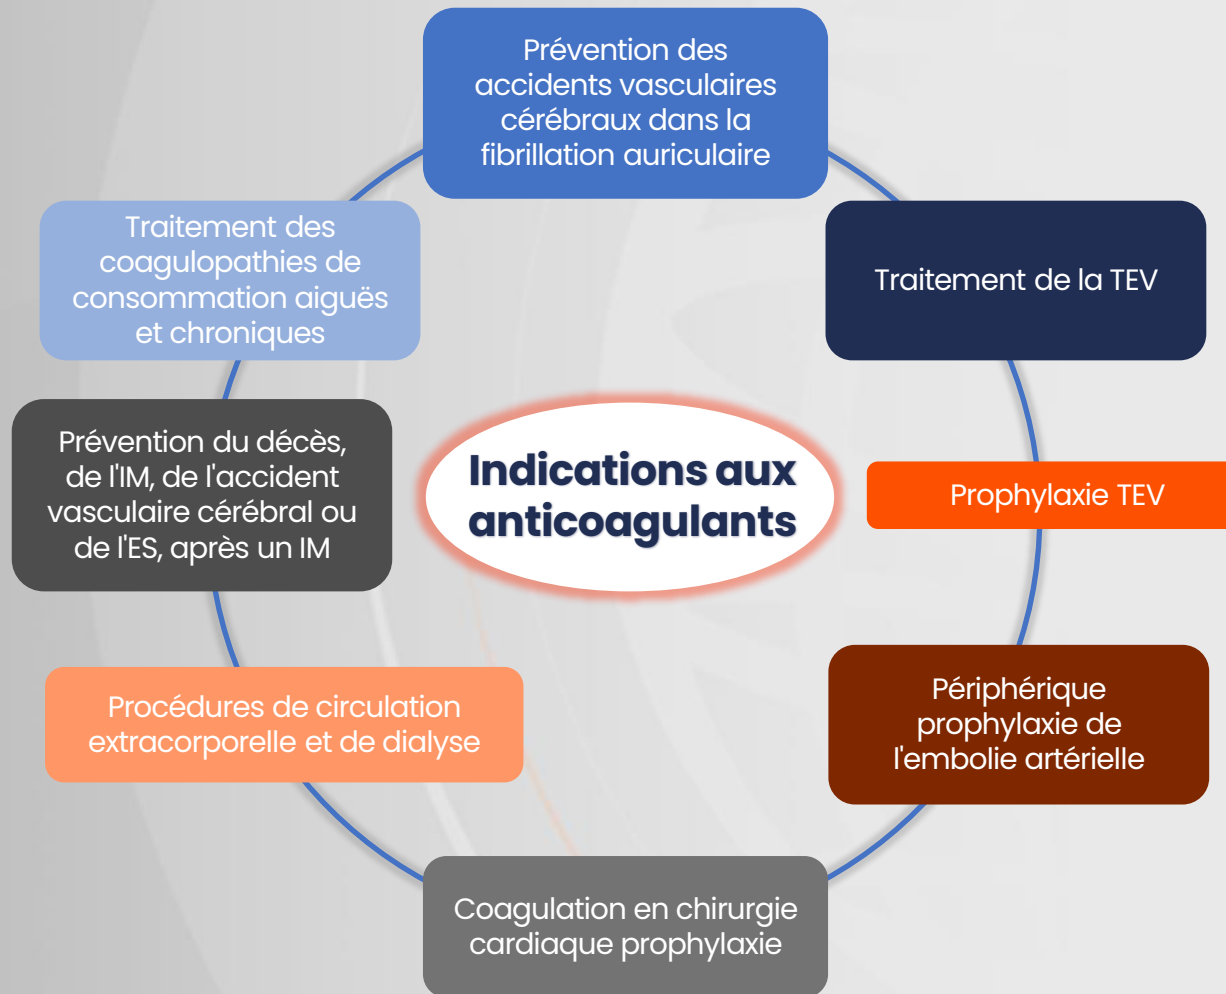 Prévention des
accidents vasculaires
cérébraux dans la
fibrillation auriculaire
Traitement de la TEV
Prophylaxie TEV
Périphérique
prophylaxie de
l'embolie artérielle
Coagulation en chirurgie
cardiaque prophylaxie
Procédures de circulation
extracorporelle et de dialyse
Prévention du décès,
de l'IM, de l'accident
vasculaire cérébral ou
de l'ES, après un IM
Traitement des
coagulopathies de
consommation aiguës
et chroniques
Indications aux
anticoagulants